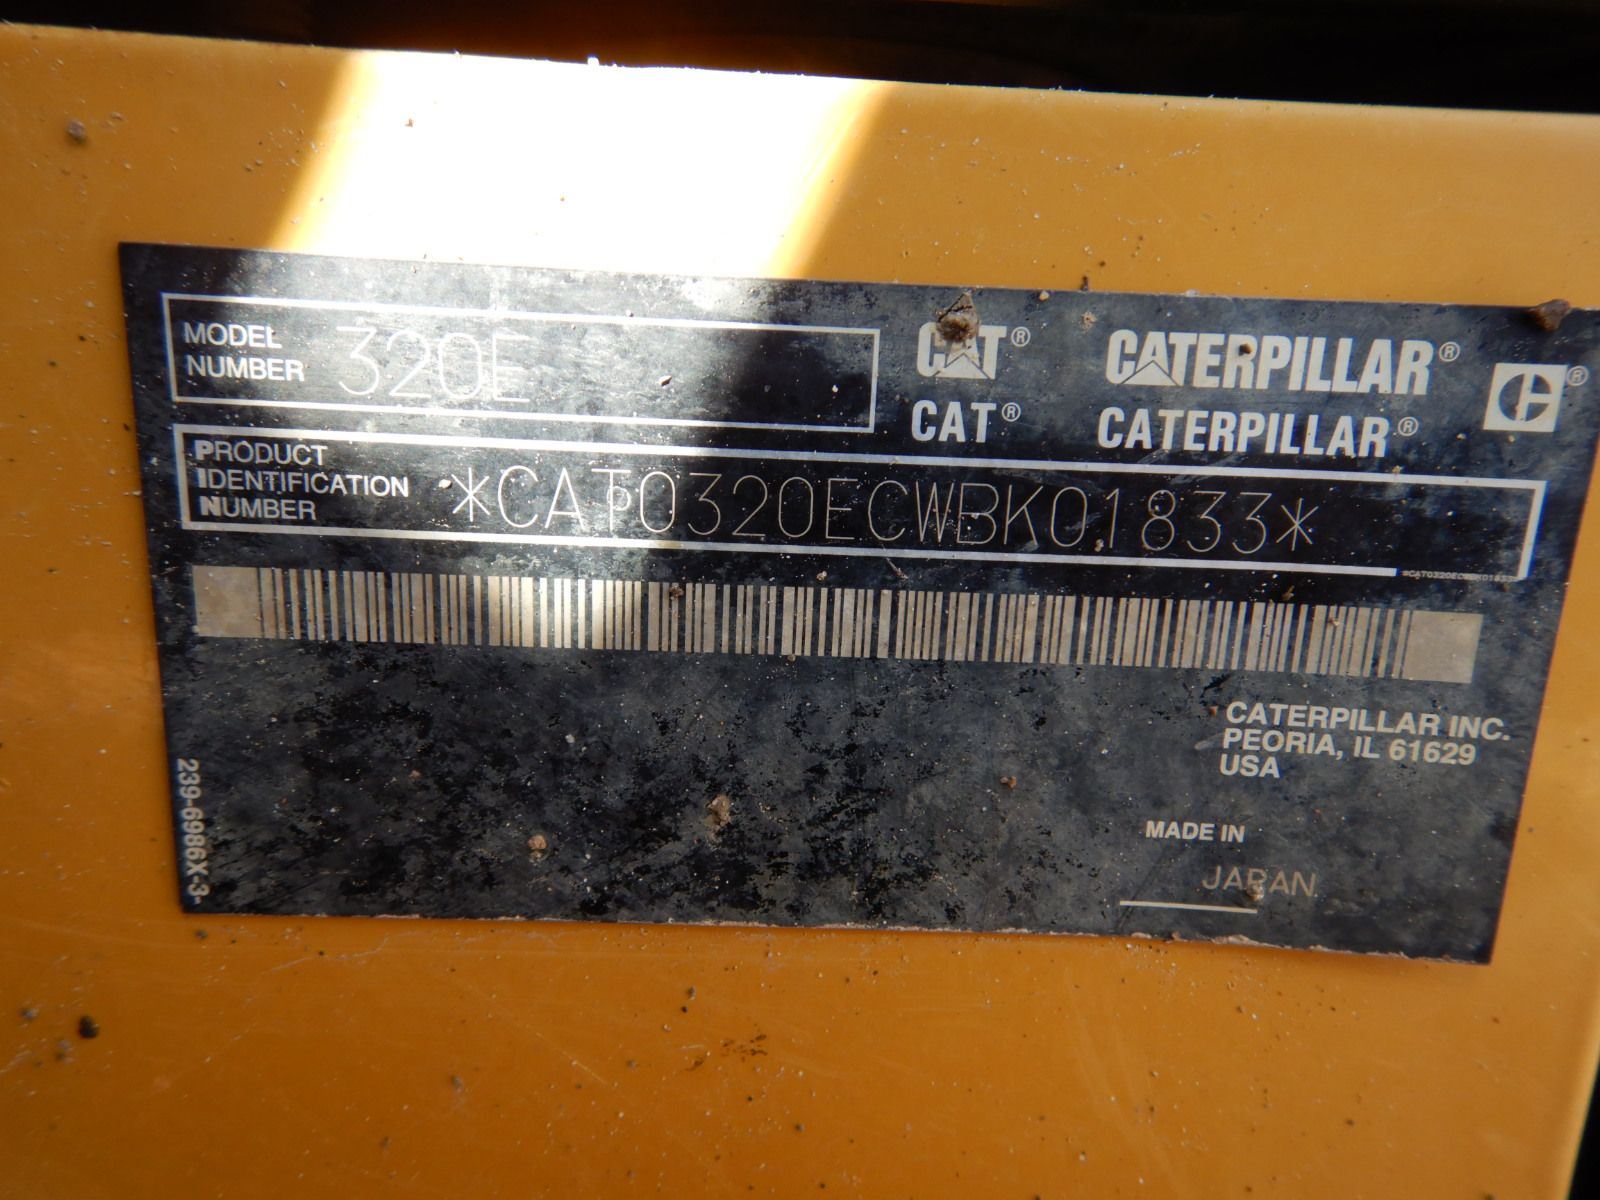 MODEL NUMBER 320E
CAT® CATERPILLAR®
CAT® CATERPILLAR®
PRODUCT IDENTIFICATION NUMBER *CAT0320ECWBK01833*
*CAT0320ECWBK01833*
CATERPILLAR INC.
PEORIA, IL 61629
USA
MADE IN
JAPAN
239-6986X-3-